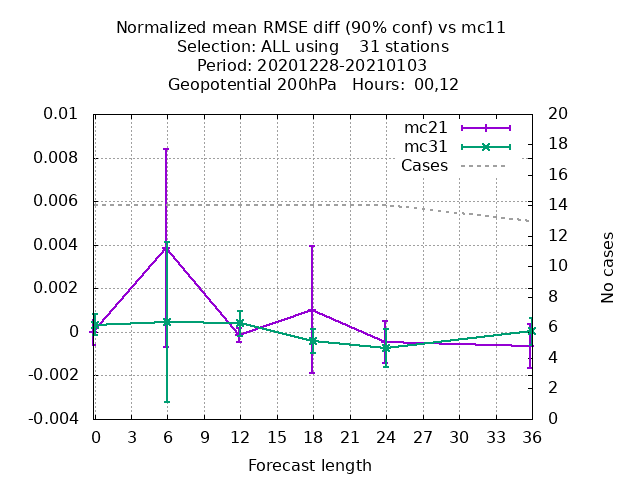 Normalized mean RMSE diff (90% conf) vs mc11
Selection: ALL using    31 stations
Period: 20201228-20210103
Geopotential 200hPa   Hours:  00,12
mc21
mc31
Cases
0.01
0.008
0.006
0.004
0.002
0
-0.002
-0.004
20
18
16
14
12
10
8
6
4
2
0
No cases
0 3 6 9 12 15 18 21 24 27 30 33 36
Forecast length